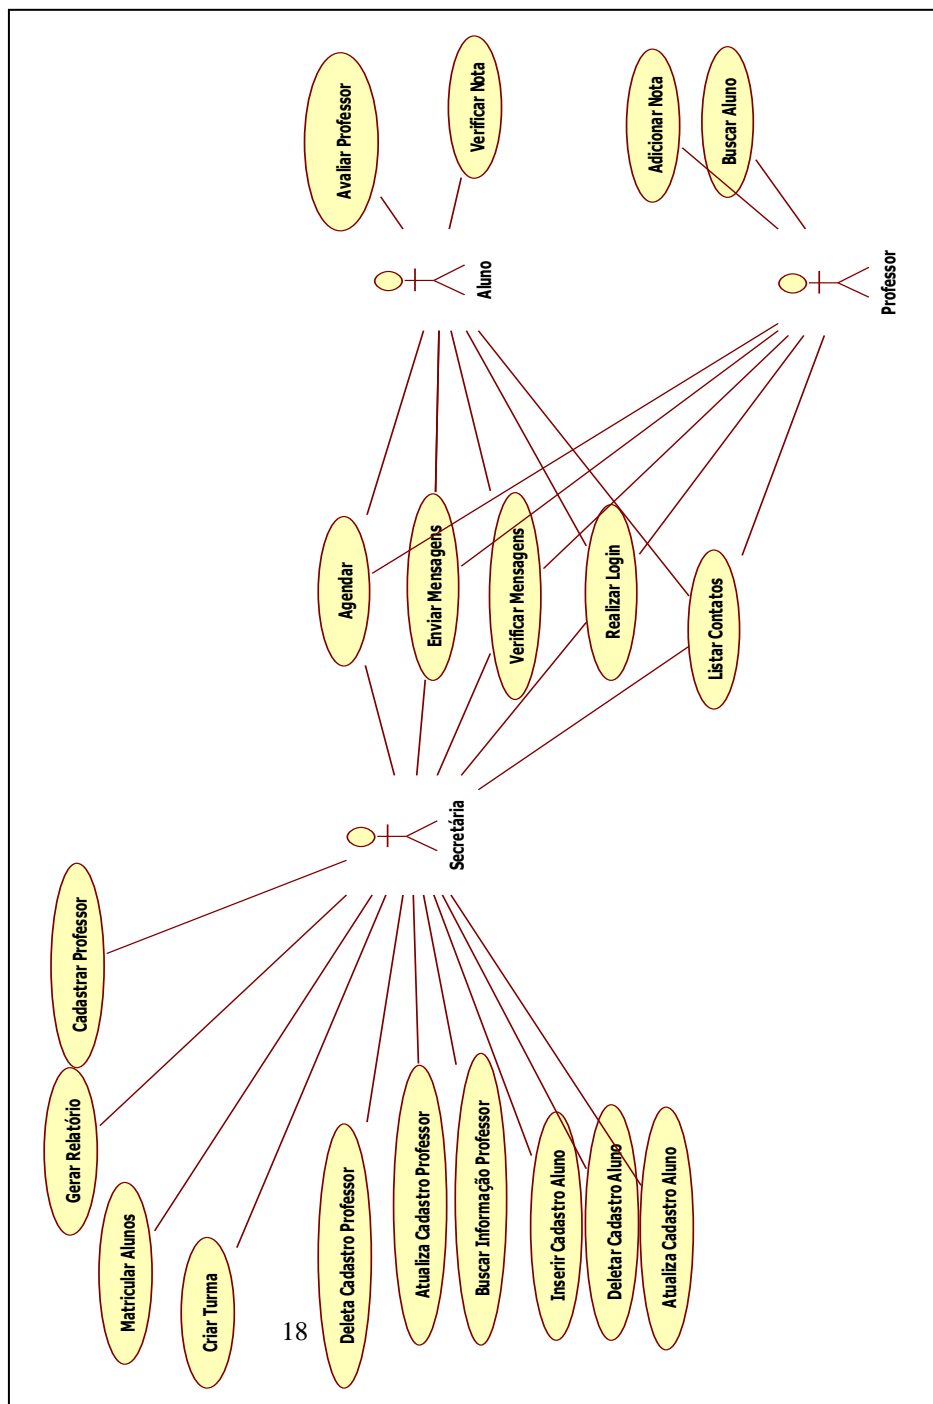 Cadastrar Professor
Gerar Relatório
Matricular Alunos
Criar Turma
Deleta Cadastro Professor
Atualiza Cadastro Professor
Buscar Informação Professor
Inserir Cadastro Aluno
Deletar Cadastro Aluno
Atualiza Cadastro Aluno
Secretária
Agendar
Enviar Mensagens
Verificar Mensagens
Realizar Login
Listar Contatos
Aluno
Professor
Avaliar Professor
Verificar Nota
Adicionar Nota
Buscar Aluno
18